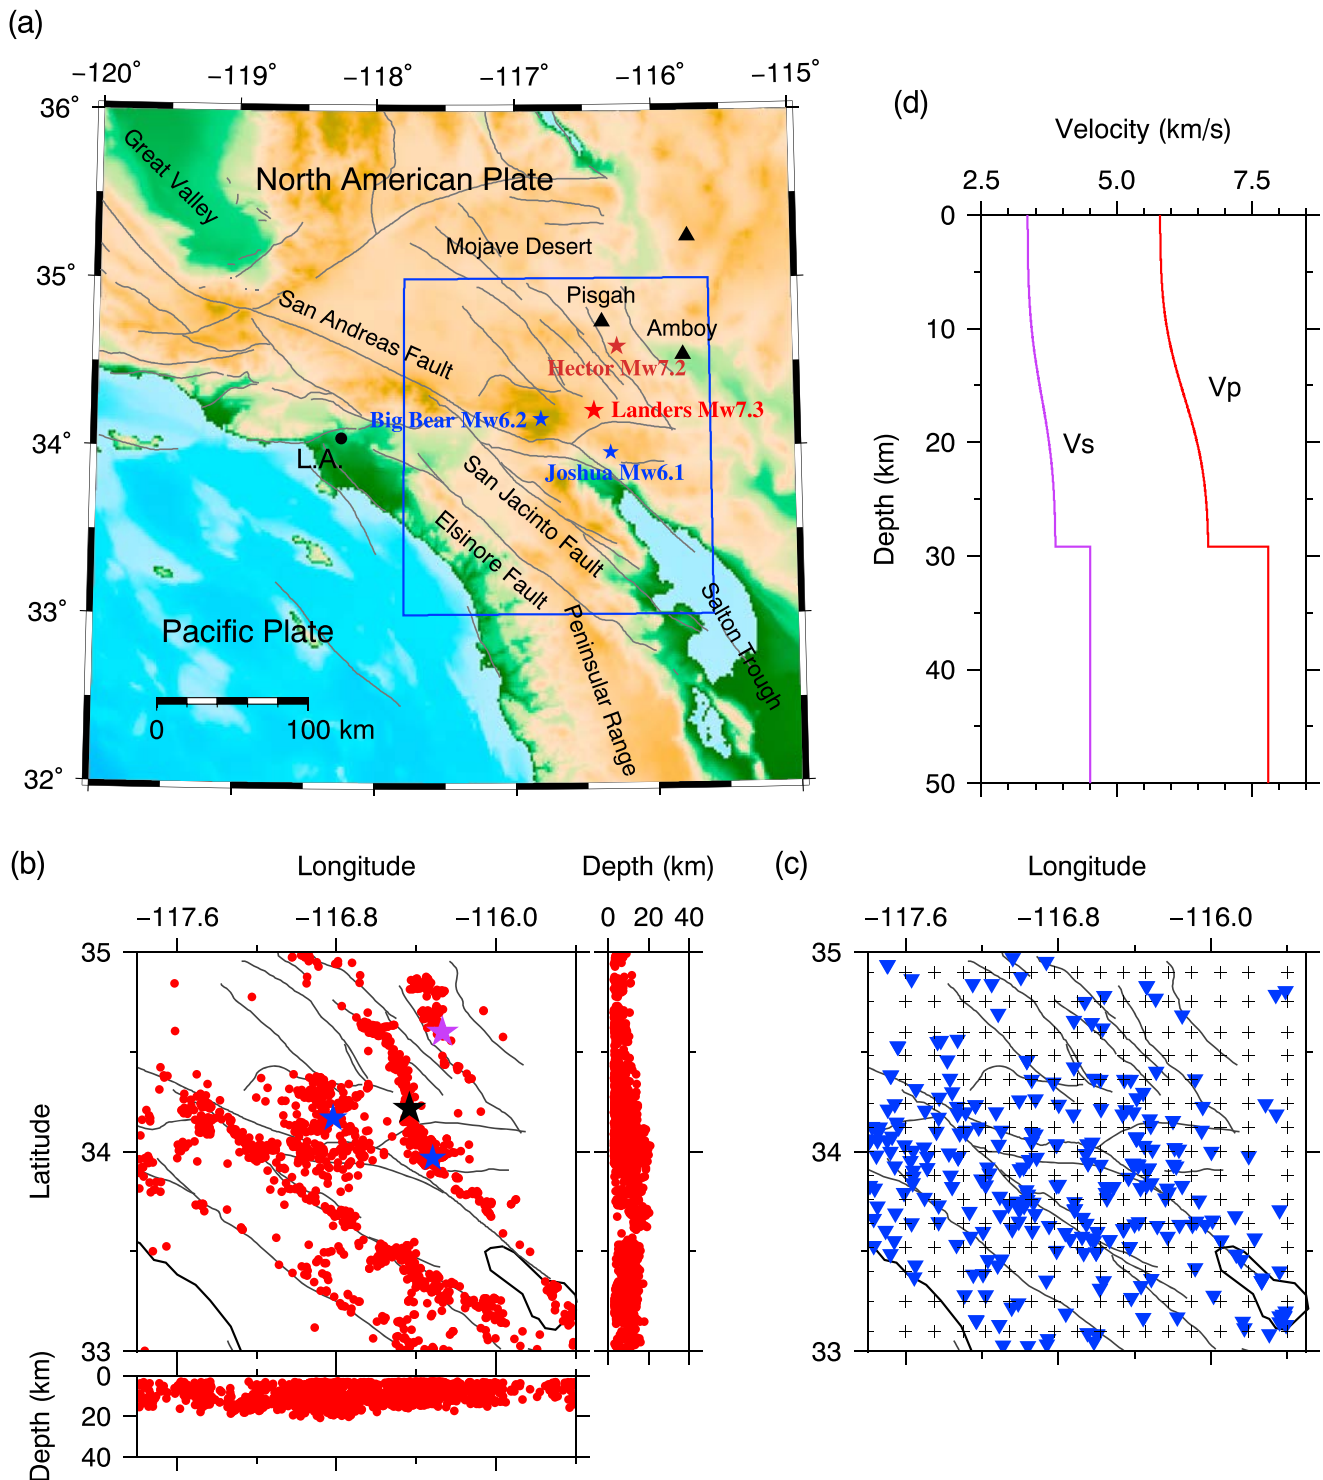 (a)
−120° −119° −118° −117° −116° −115°
36°
35°
34°
33°
32°
Great Valley
North American Plate
Mojave Desert
San Andreas Fault
Pisgah
Amboy
Hector Mw7.2
Landers Mw7.3
Big Bear Mw6.2
Joshua Mw6.1
L.A.
San Jacinto Fault
Elsinore Fault
Peninsular Range
Salton Trough
Pacific Plate
0 100 km
(d)
Velocity (km/s)
2.5 5.0 7.5
0
10
20
30
40
50
Depth (km)
Vp
Vs
(b)
Longitude
−117.6 −116.8 −116.0
35
34
33
Latitude
Depth (km)
0 20 40
0
20
40
Depth (km)
(c)
Longitude
−117.6 −116.8 −116.0
35
34
33